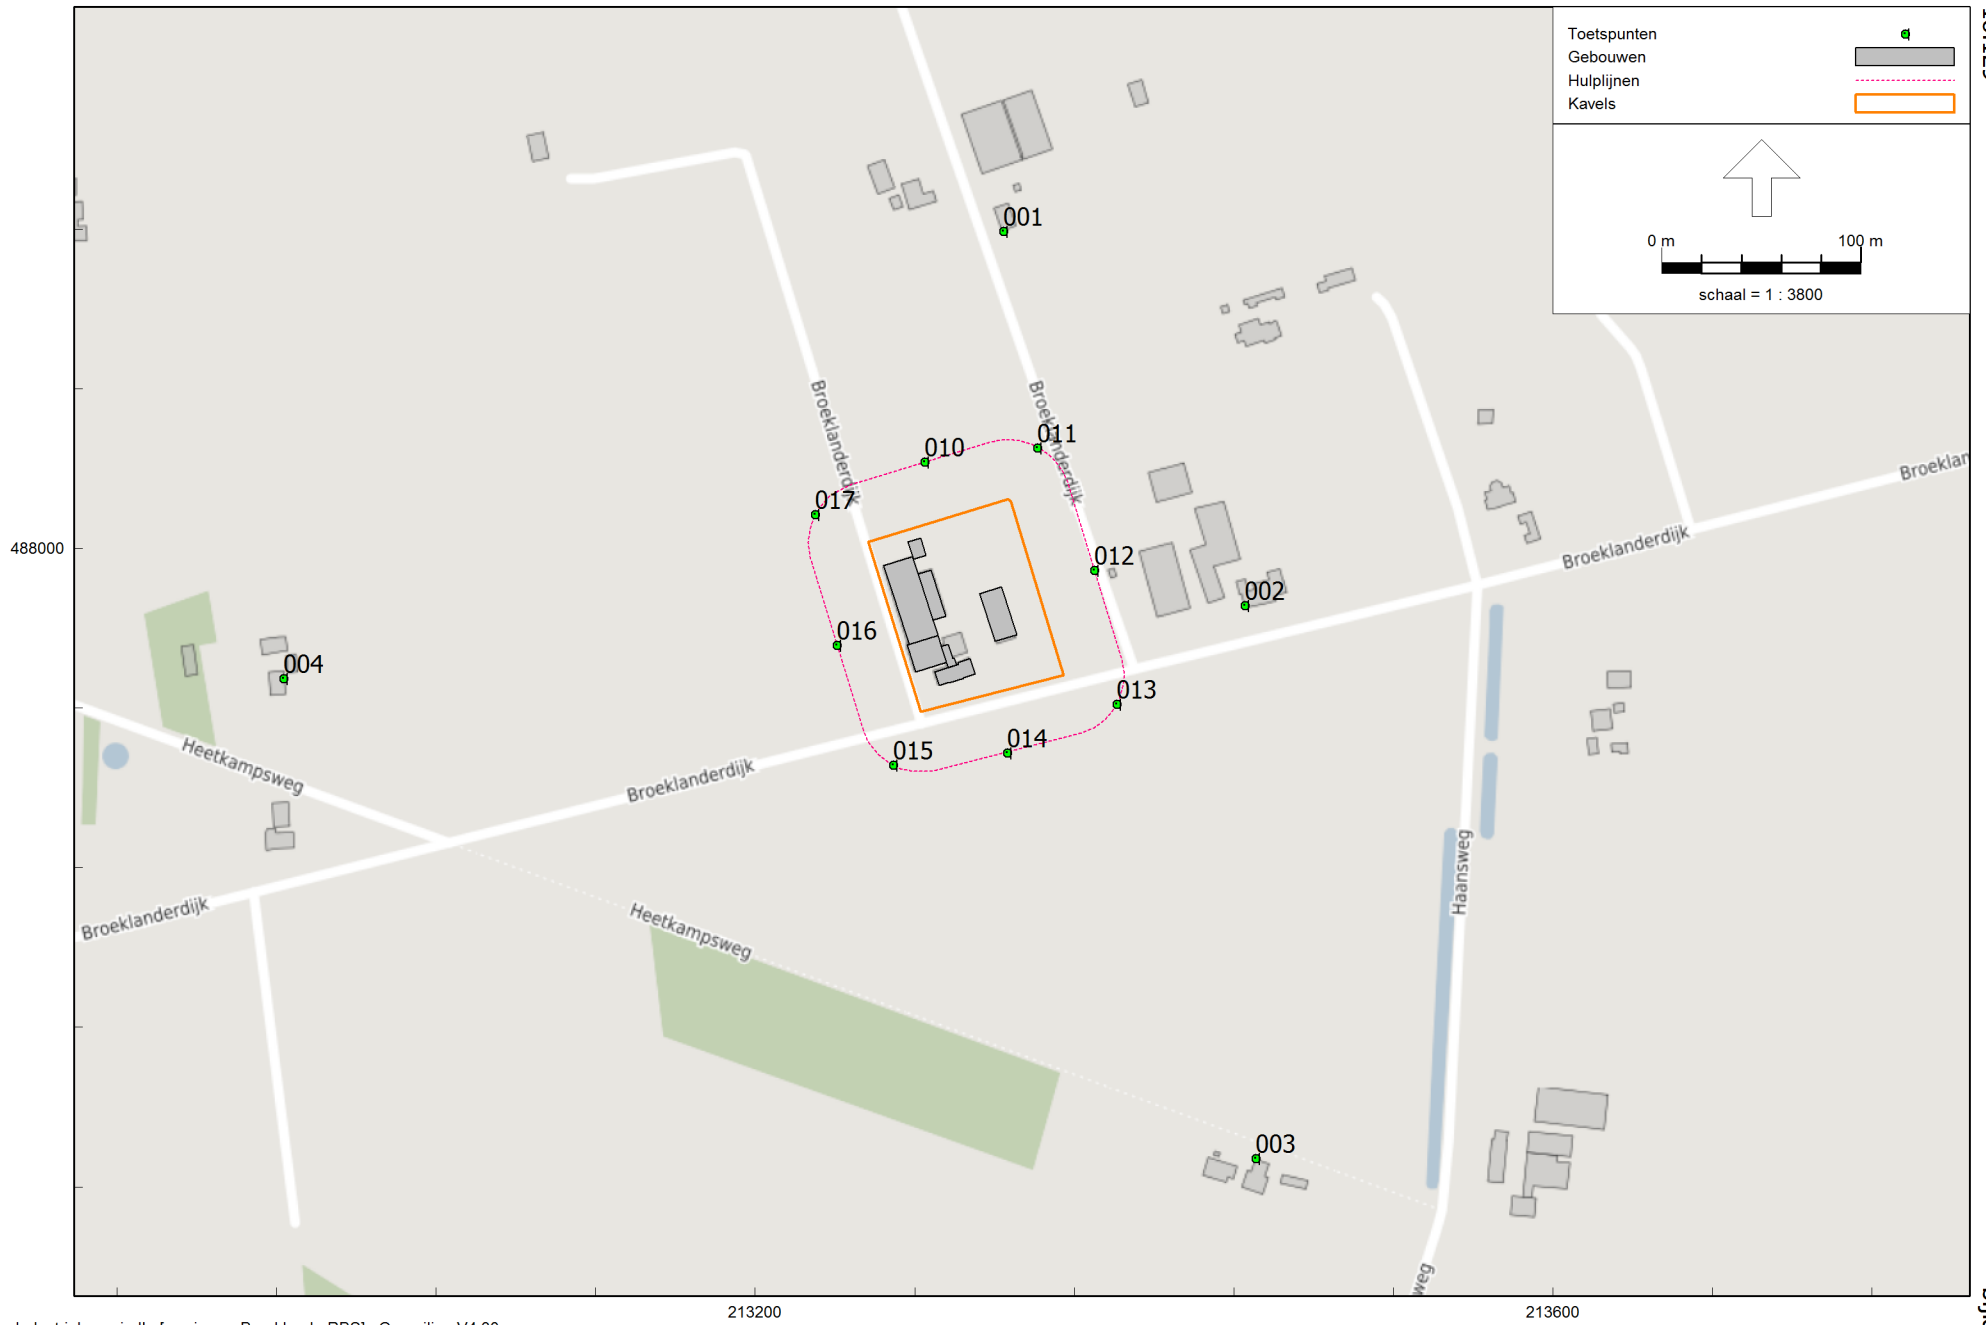 Toetspunten
Gebouwen
Hulplijnen
Kavels
0 m
100 m
schaal = 1 : 3800
001
Broeklanderdijk
Broeklanderdijk
010
011
017
012
002
Broeklanderdijk
488000
016
004
013
014
015
Heetkampsweg
Broeklanderdijk
Haansweg
Broeklanderdijk
Heetkampsweg
003
213200
213600